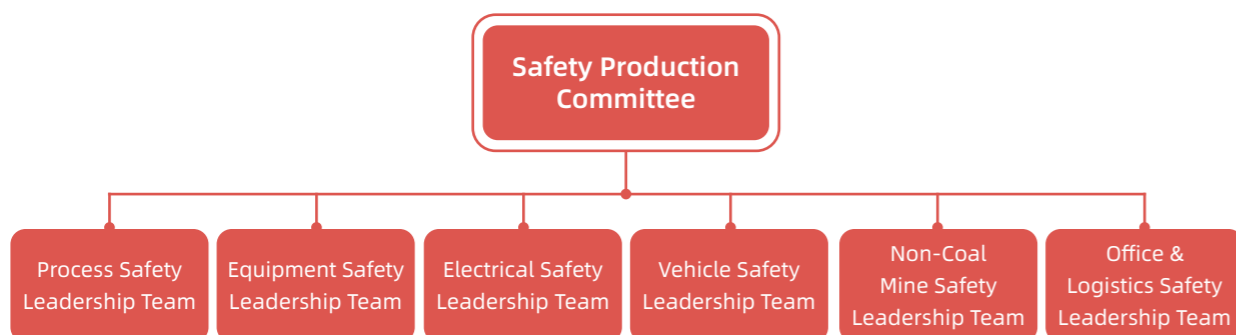 Safety Production
Committee
Process Safety
Leadership Team
Equipment Safety
Leadership Team
Electrical Safety
Leadership Team
Vehicle Safety
Leadership Team
Non-Coal
Mine Safety
Leadership Team
Office &
Logistics Safety
Leadership Team